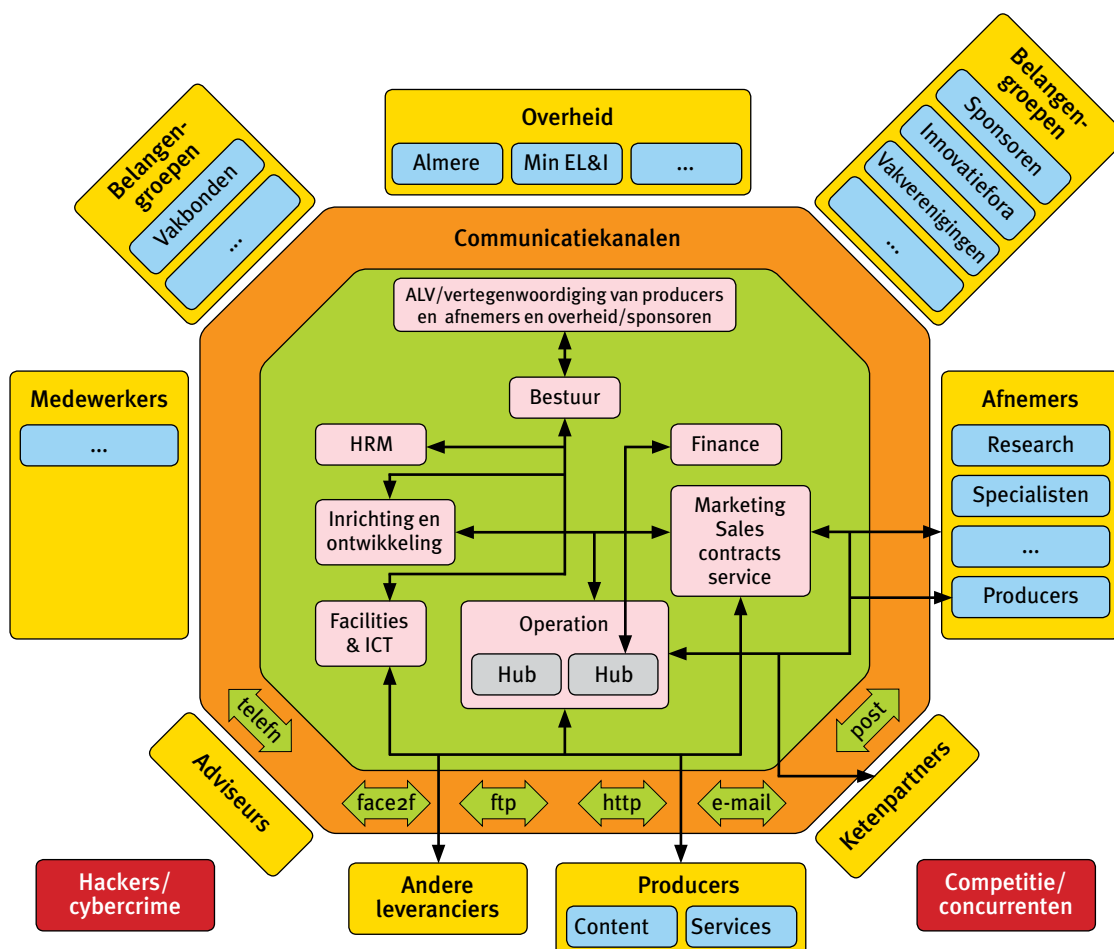 Belangen-
groepen
Vakbonden
...
Overheid
Almere
Min EL&I
...
Belangen-
groepen
Sponsoren
Innovatiefora
Vakverenigingen
...
Communicatiekanalen
ALV/vertegenwoordiging van producers
en afnemers en overheid/sponsoren
Bestuur
Medewerkers
...
HRM
Finance
Inrichting en
ontwikkeling
Marketing
Sales
contracts
service
Facilities
& ICT
Operation
Hub
Hub
Afnemers
Research
Specialisten
...
Producers
telefn
face2f
ftp
http
e-mail
post
Adviseurs
Ketenpartners
Hackers/
cybercrime
Andere
leveranciers
Producers
Content
Services
Competitie/
concurrenten